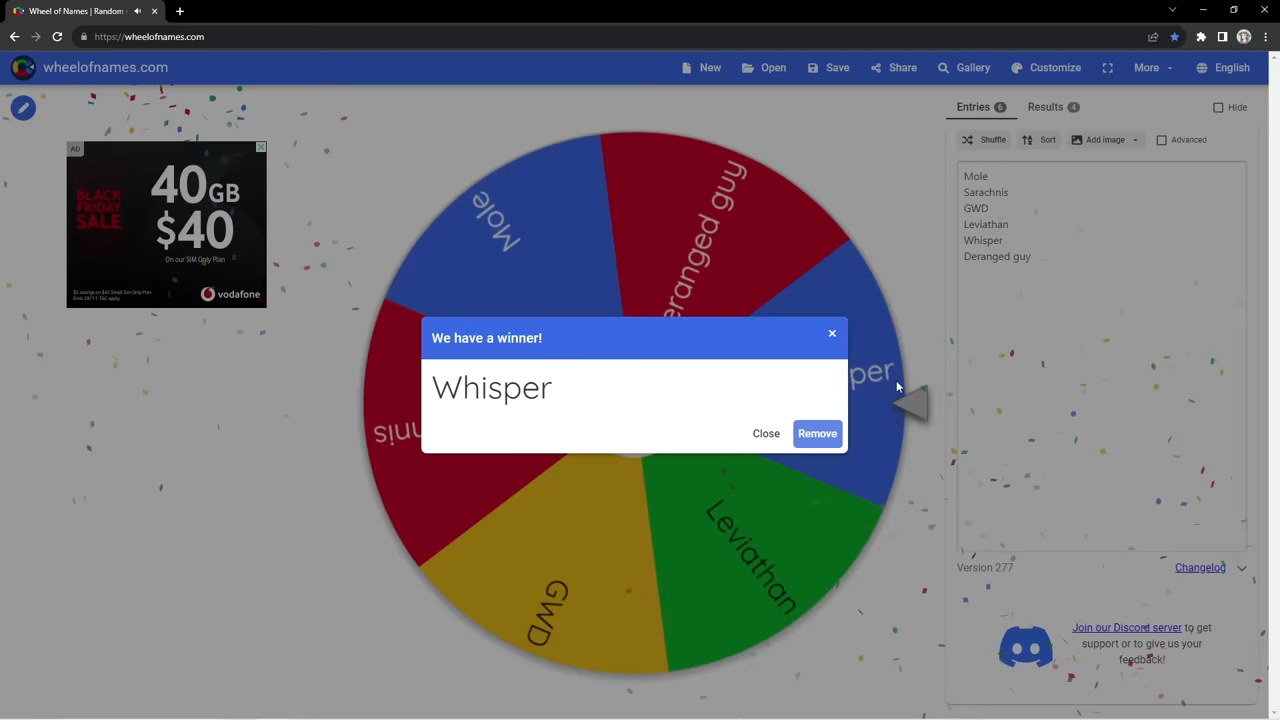 Wheel of Names | Random
https://wheelofnames.com
wheelofnames.com
New
Open
Save
Share
Gallery
Customize
More
English
Entries 6
Results 4
Hide
Shuffle
Sort
Add image
Advanced
Mole
Sarachnis
GWD
Leviathan
Whisper
Deranged guy
AD
BLACK
FRIDAY
SALE
40GB
$40
On our SIM Only Plan
vodafone
Mole
eranged guy
per
Leviathan
GWD
nnis
We have a winner!
Whisper
Close
Remove
Version 277
Changelog
Join our Discord server to get
support or to give us your
feedback!